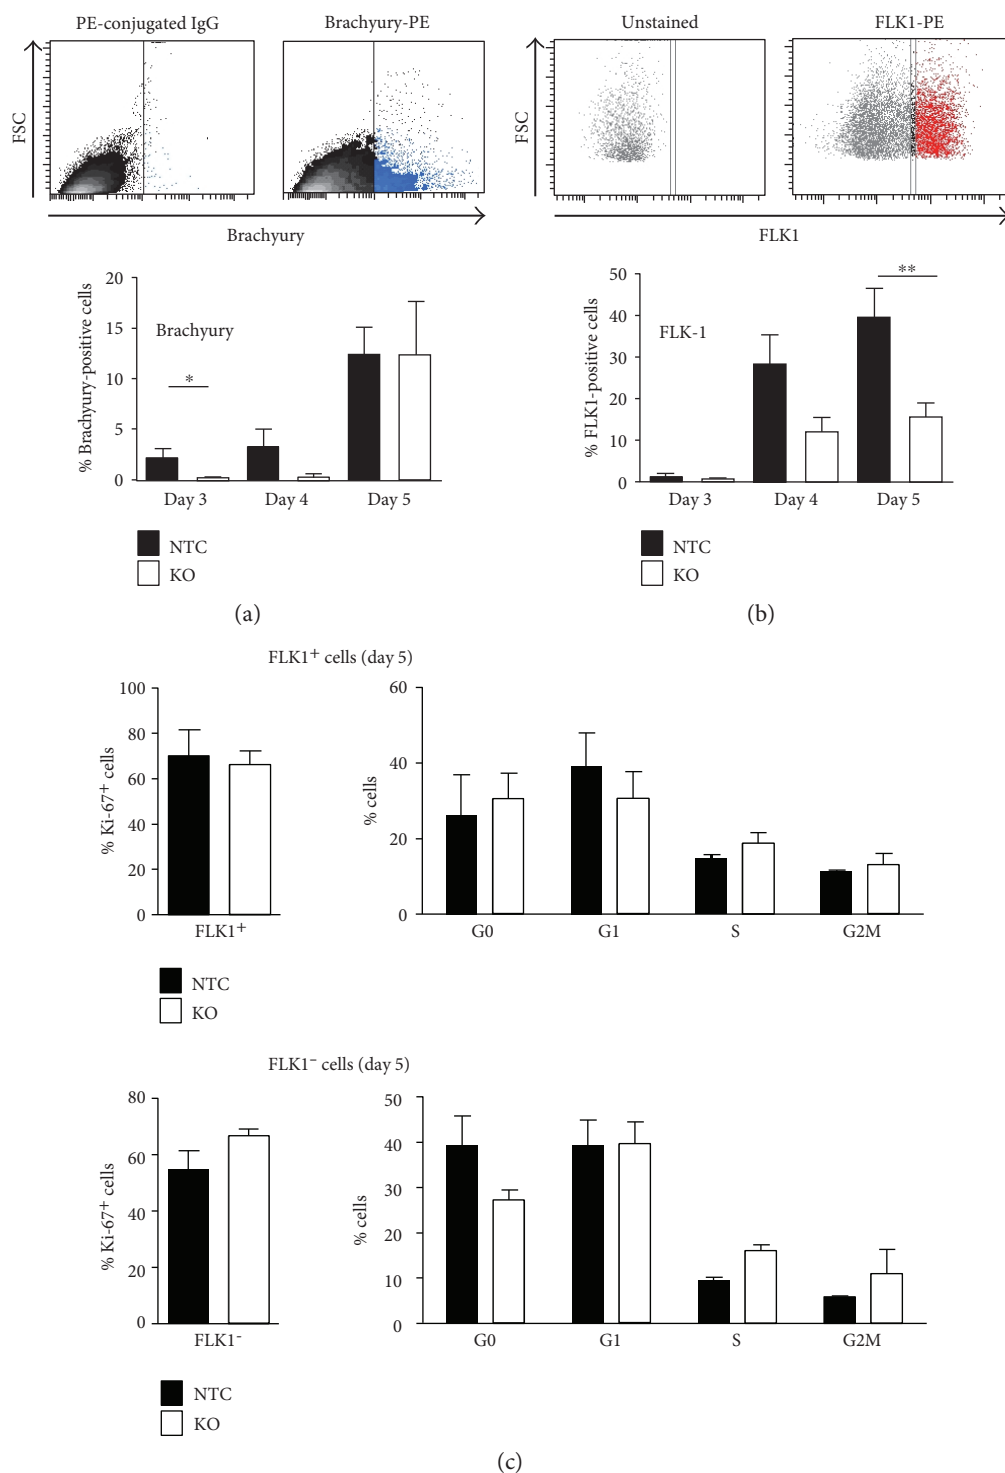 PE-conjugated IgG
Brachyury-PE
FSC
Brachyury
% Brachyury-positive cells
20
15
10
5
0
Brachyury
*
Day 3
Day 4
Day 5
NTC
KO
(a)
Unstained
FLK1-PE
FSC
FLK1
% FLK1-positive cells
50
40
30
20
10
0
FLK-1
**
Day 3
Day 4
Day 5
NTC
KO
(b)
FLK1+ cells (day 5)
% Ki-67+ cells
100
80
60
40
20
0
FLK1+
% cells
60
40
20
0
G0
G1
S
G2M
NTC
KO
FLK1− cells (day 5)
% Ki-67+ cells
80
60
40
20
0
FLK1-
% cells
50
40
30
20
10
0
G0
G1
S
G2M
NTC
KO
(c)